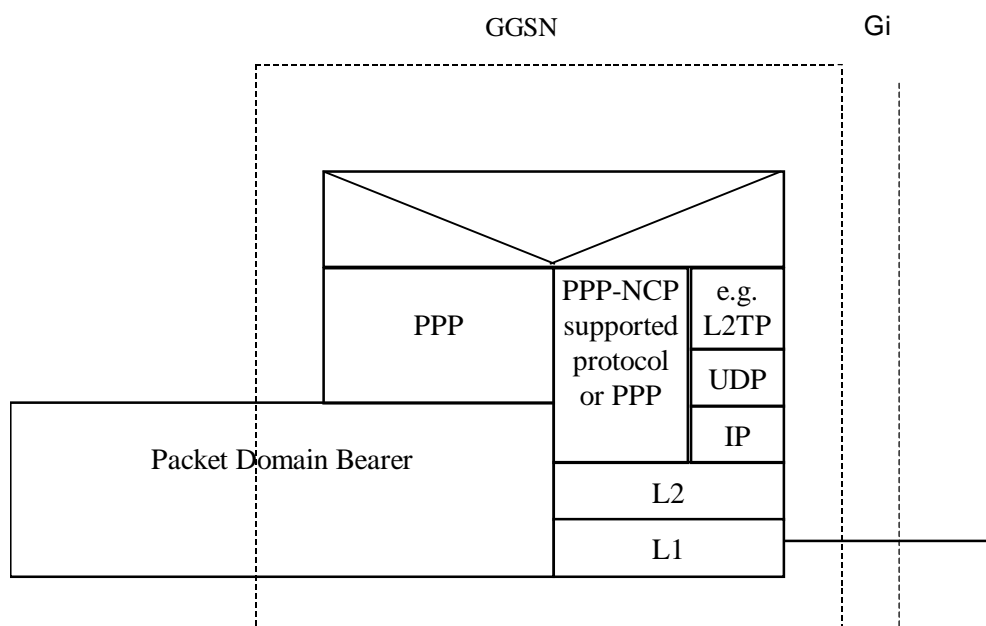 GGSN
Gi
PPP
PPP-NCP
supported
protocol
or PPP
e.g.
L2TP
UDP
IP
Packet Domain Bearer
L2
L1